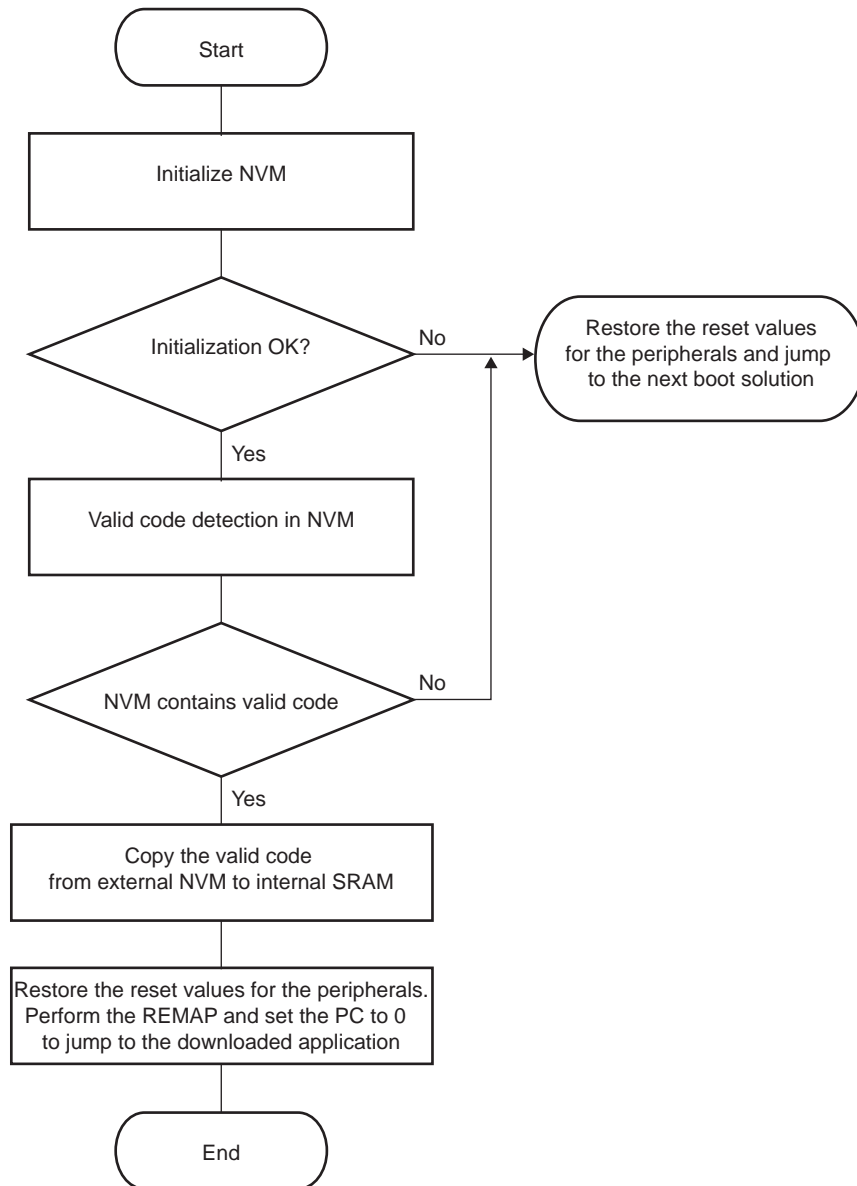 Start
Initialize NVM
Initialization OK?
No
Restore the reset values
for the peripherals and jump
to the next boot solution
Yes
Valid code detection in NVM
NVM contains valid code
No
Yes
Copy the valid code
from external NVM to internal SRAM
Restore the reset values for the peripherals.
Perform the REMAP and set the PC to 0
to jump to the downloaded application
End